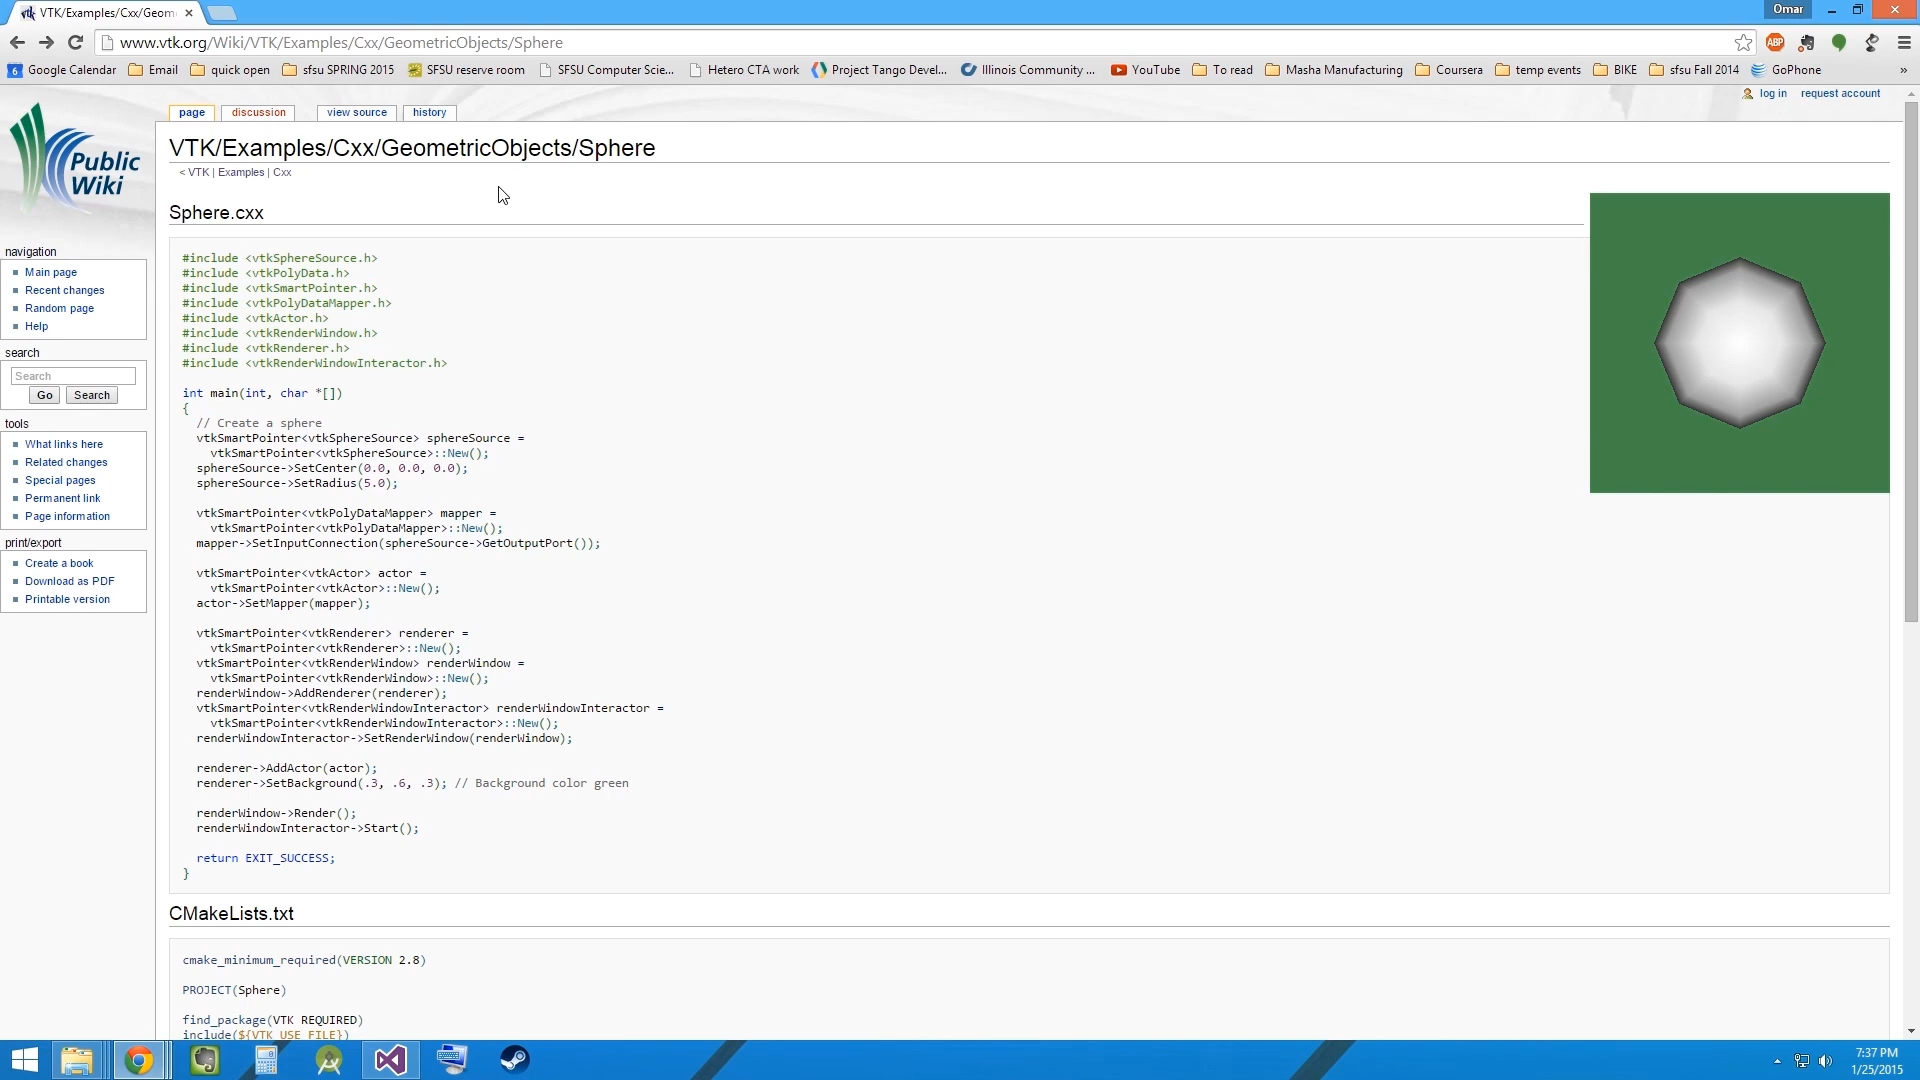 VTK/Examples/Cxx/Geom
Omar
www.vtk.org/Wiki/VTK/Examples/Cxx/GeometricObjects/Sphere
ABP
6 Google Calendar Email quick open sfsu SPRING 2015 SFSU reserve room SFSU Computer Scie... Hetero CTA work Project Tango Devel... Illinois Community ... YouTube To read Masha Manufacturing Coursera temp events BIKE sfsu Fall 2014 GoPhone »
log in request account
page discussion view source history
Public
Wiki
VTK/Examples/Cxx/GeometricObjects/Sphere
< VTK | Examples | Cxx
Sphere.cxx
navigation
Main page
Recent changes
Random page
Help
search
Search
Go Search
tools
What links here
Related changes
Special pages
Permanent link
Page information
print/export
Create a book
Download as PDF
Printable version
#include <vtkSphereSource.h>
#include <vtkPolyData.h>
#include <vtkSmartPointer.h>
#include <vtkPolyDataMapper.h>
#include <vtkActor.h>
#include <vtkRenderWindow.h>
#include <vtkRenderer.h>
#include <vtkRenderWindowInteractor.h>
int main(int, char *[])
{
// Create a sphere
vtkSmartPointer<vtkSphereSource> sphereSource =
vtkSmartPointer<vtkSphereSource>::New();
sphereSource->SetCenter(0.0, 0.0, 0.0);
sphereSource->SetRadius(5.0);
vtkSmartPointer<vtkPolyDataMapper> mapper =
vtkSmartPointer<vtkPolyDataMapper>::New();
mapper->SetInputConnection(sphereSource->GetOutputPort());
vtkSmartPointer<vtkActor> actor =
vtkSmartPointer<vtkActor>::New();
actor->SetMapper(mapper);
vtkSmartPointer<vtkRenderer> renderer =
vtkSmartPointer<vtkRenderer>::New();
vtkSmartPointer<vtkRenderWindow> renderWindow =
vtkSmartPointer<vtkRenderWindow>::New();
renderWindow->AddRenderer(renderer);
vtkSmartPointer<vtkRenderWindowInteractor> renderWindowInteractor =
vtkSmartPointer<vtkRenderWindowInteractor>::New();
renderWindowInteractor->SetRenderWindow(renderWindow);
renderer->AddActor(actor);
renderer->SetBackground(.3, .6, .3); // Background color green
renderWindow->Render();
renderWindowInteractor->Start();
return EXIT_SUCCESS;
}
CMakeLists.txt
cmake_minimum_required(VERSION 2.8)
PROJECT(Sphere)
find_package(VTK REQUIRED)
include(${VTK_USE_FILE})
7:37 PM
1/25/2015